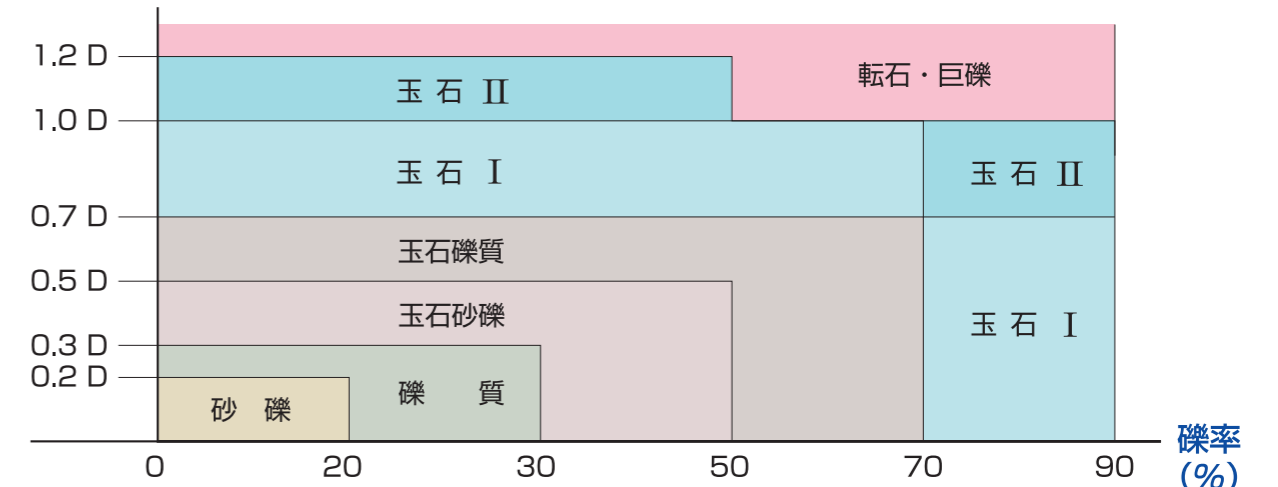 1.2 D
転石・巨礫
玉 石 II
1.0 D
玉 石 I
玉 石 II
0.7 D
玉石礫質
0.5 D
玉石砂礫
玉 石 I
0.3 D
0.2 D
礫 質
砂 礫
礫率
0 20 30 50 70 90 (%)